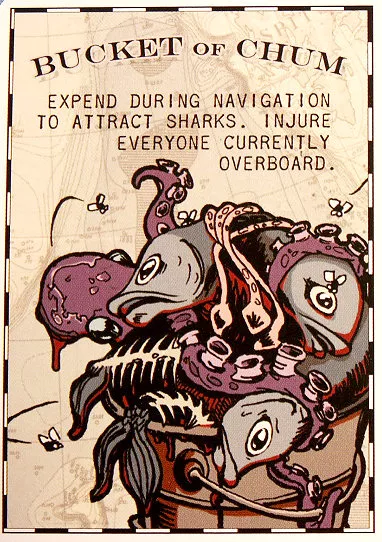 BUCKET OF CHUM
EXPEND DURING NAVIGATION
TO ATTRACT SHARKS. INJURE
EVERYONE CURRENTLY
OVERBOARD.